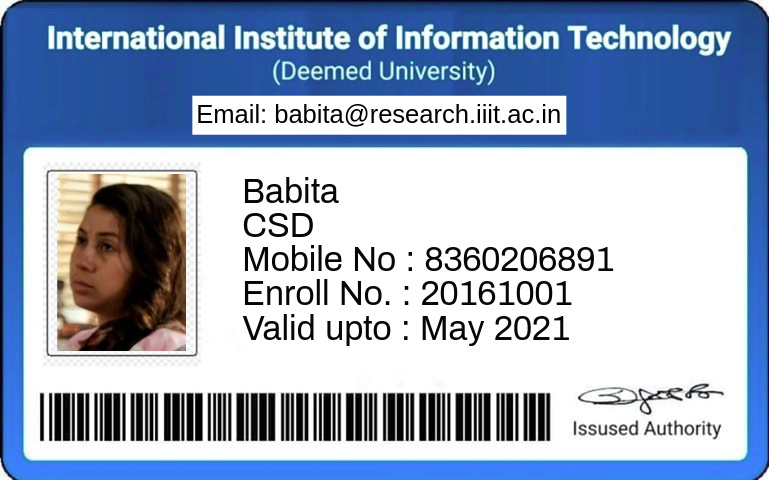 International Institute of Information Technology
(Deemed University)
Email: babita@research.iiit.ac.in
Babita
CSD
Mobile No : 8360206891
Enroll No. : 20161001
Valid upto : May 2021
Issused Authority